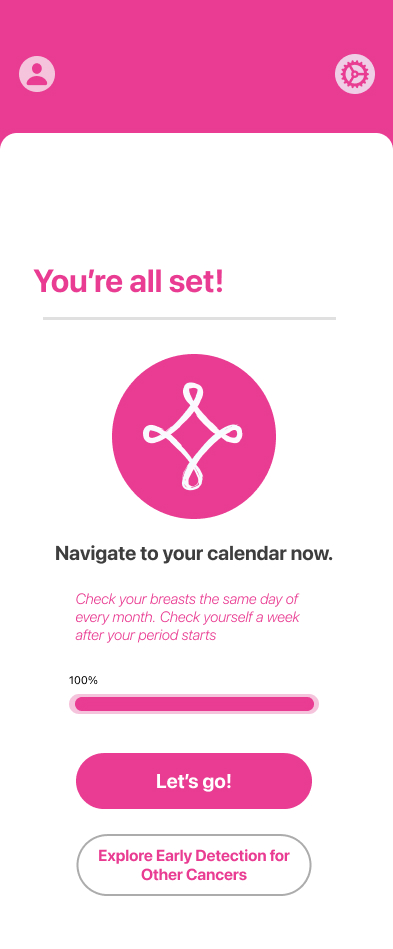 You’re all set!
Navigate to your calendar now.
Check your breasts the same day of
every month. Check yourself a week
after your period starts
100%
Let’s go!
Explore Early Detection for
Other Cancers